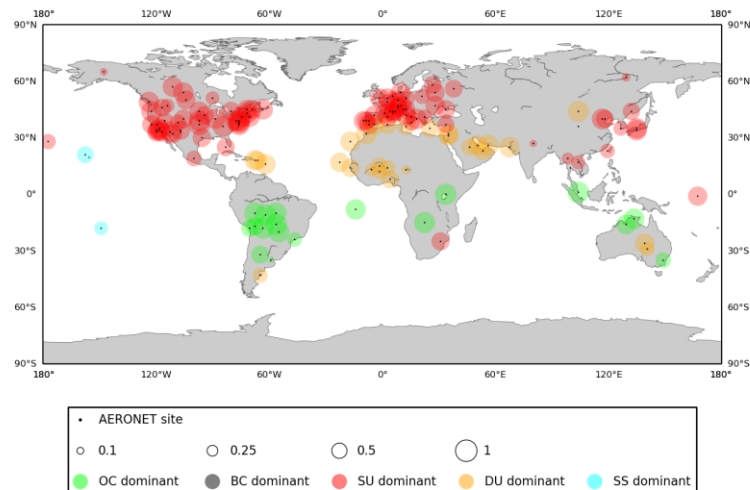 180° 120°W 60°W 0° 60°E 120°E 180°
90°N 90°N
60°N 60°N
30°N 30°N
0° 0°
30°S 30°S
60°S 60°S
90°S 90°S
180° 120°W 60°W 0° 60°E 120°E 180°
AERONET site
0.1 0.25 0.5 1
OC dominant BC dominant SU dominant DU dominant SS dominant